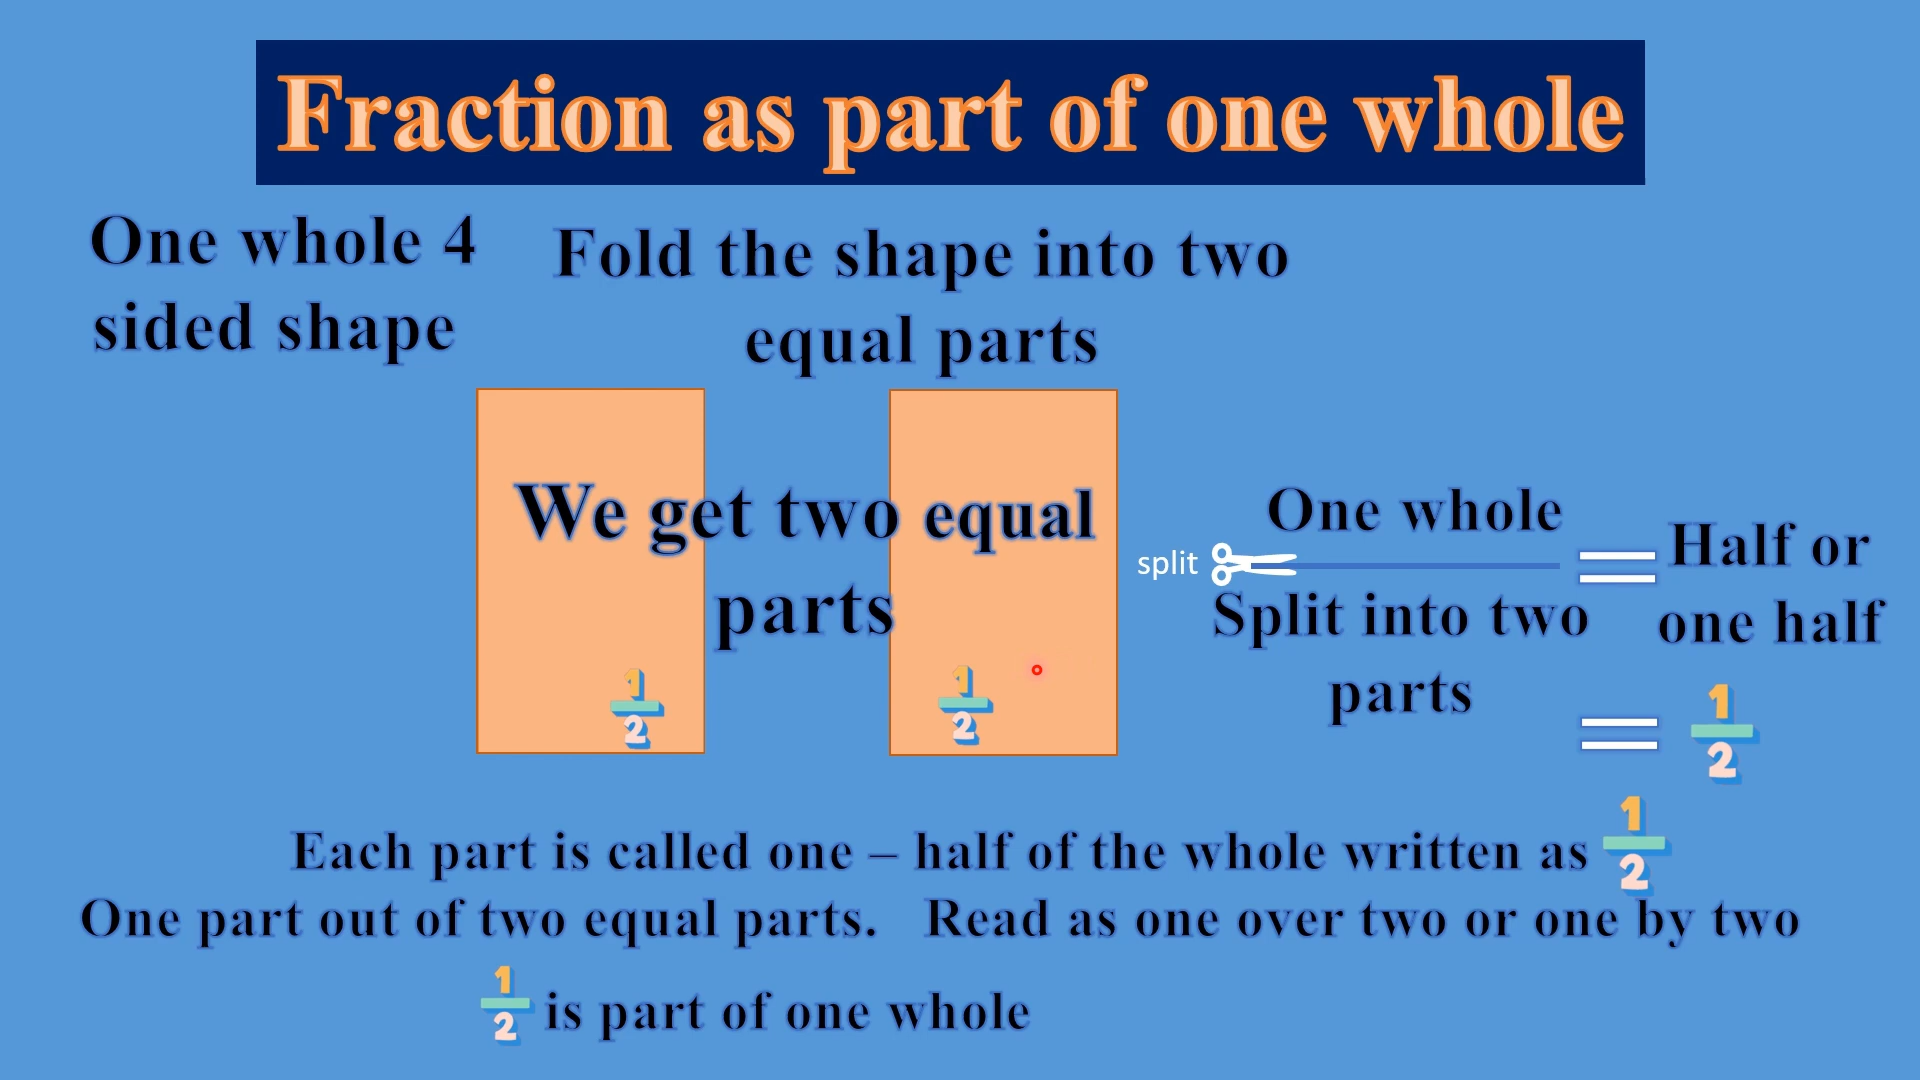 Fraction as part of one whole
One whole 4
sided shape
Fold the shape into two
equal parts
We get two equal
parts
1
2
1
2
split
One whole
Split into two
parts
Half or
one half
1
2
Each part is called one – half of the whole written as 1/2
One part out of two equal parts. Read as one over two or one by two
1/2 is part of one whole